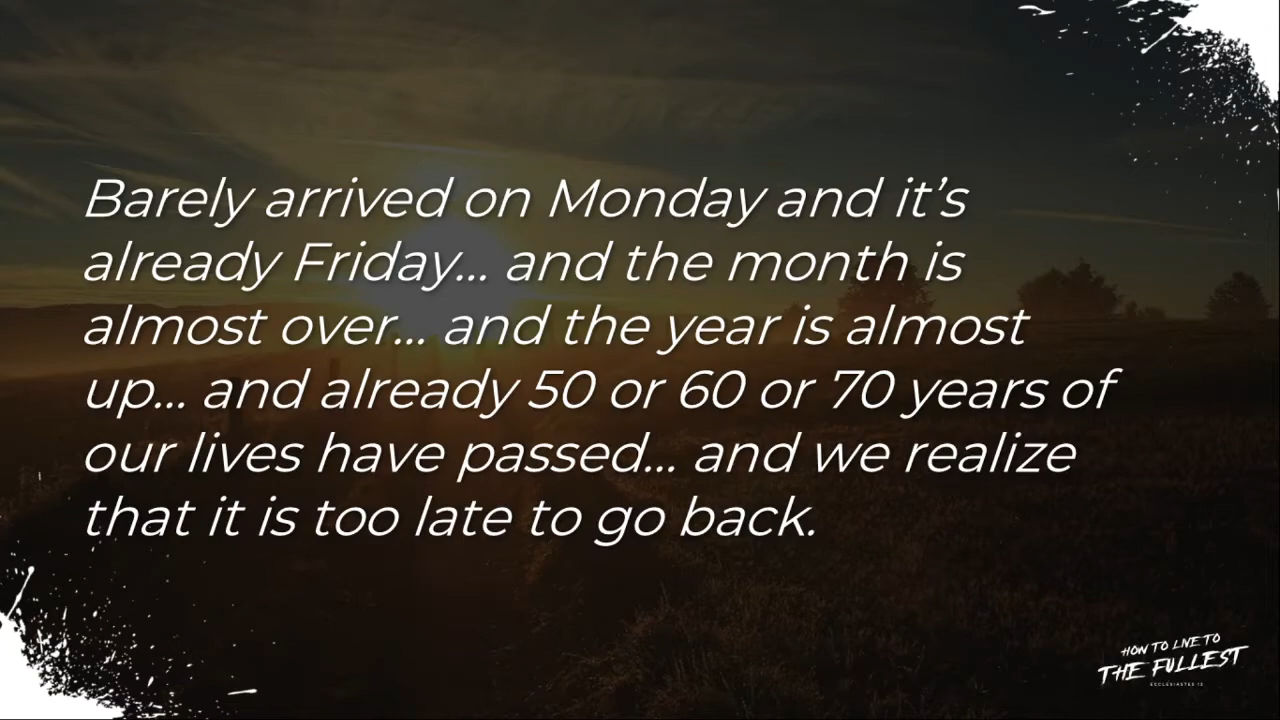 Barely arrived on Monday and it's
already Friday... and the month is
almost over... and the year is almost
up... and already 50 or 60 or 70 years of
our lives have passed... and we realize
that it is too late to go back.
HOW TO LIVE TO
THE FULLEST
ECCLESIASTES 12